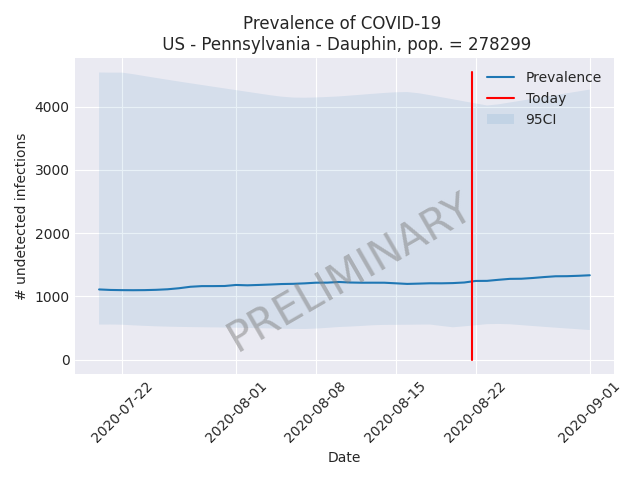 Prevalence of COVID-19
US - Pennsylvania - Dauphin, pop. = 278299
Prevalence
Today
95CI
PRELIMINARY
# undetected infections
4000
3000
2000
1000
0
2020-07-22
2020-08-01
2020-08-08
2020-08-15
2020-08-22
2020-09-01
Date